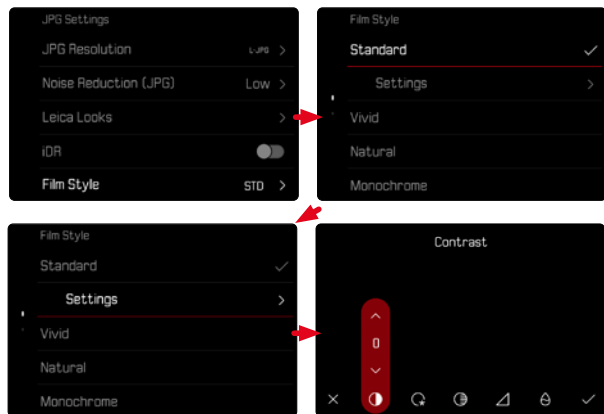 JPG Settings
JPG Resolution L-JPG
Noise Reduction (JPG) Low
Leica Looks
iDR
Film Style STD
Film Style
Standard
Settings
Vivid
Natural
Monochrome
Film Style
Standard
Settings
Vivid
Natural
Monochrome
Contrast
0